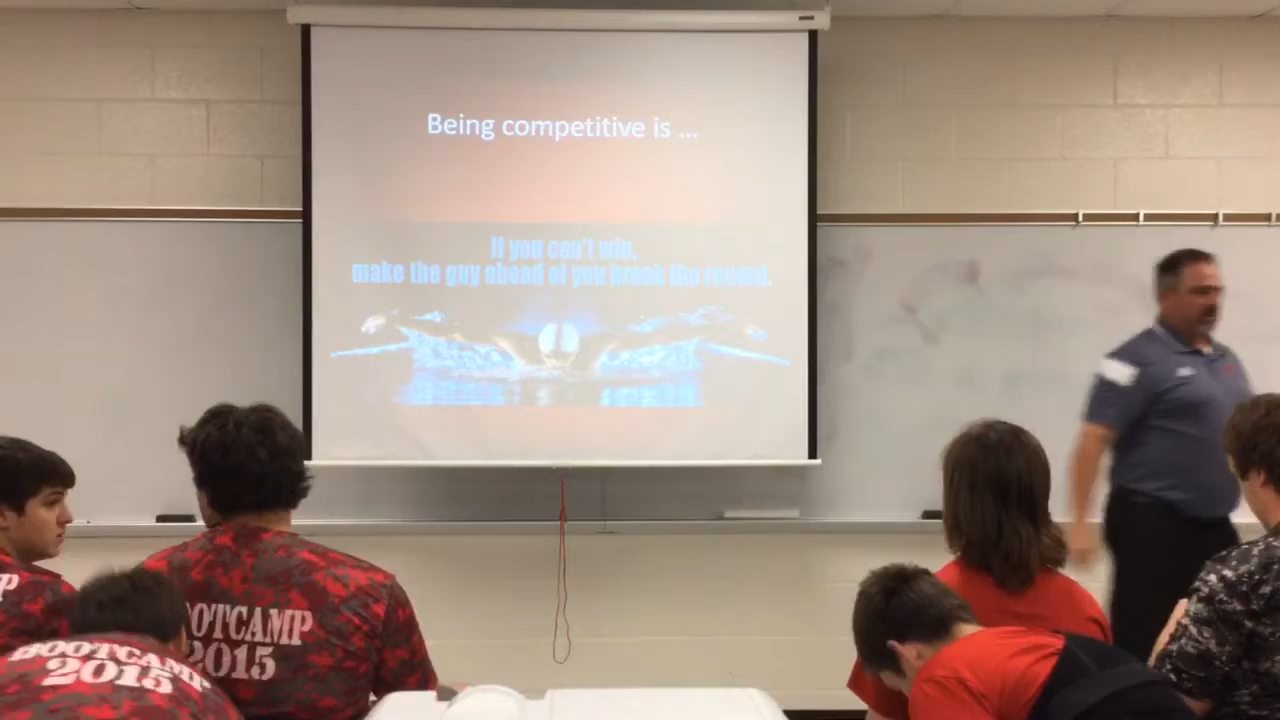 Being competitive is ...
If you can't win,
make the guy ahead of you break the record.
OOTCAMP
2015
BOOTCAMP
2015
P